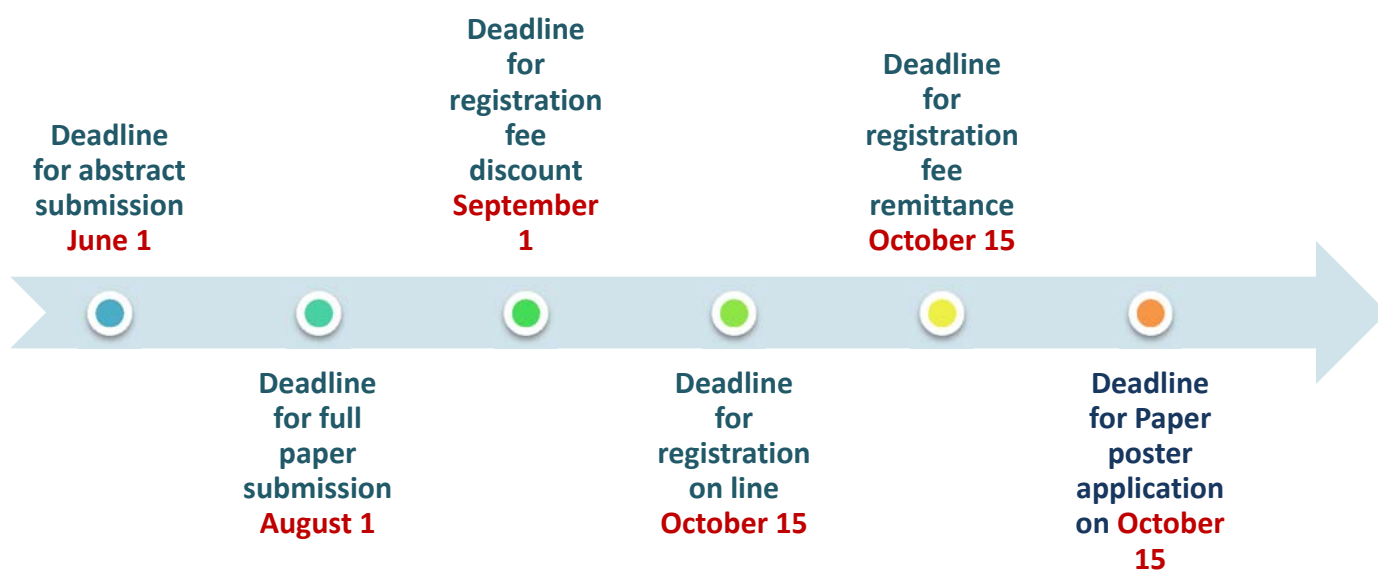 Deadline
for abstract
submission
June 1
Deadline
for full
paper
submission
August 1
Deadline
for
registration
fee
discount
September
1
Deadline
for
registration
on line
October 15
Deadline
for
registration
fee
remittance
October 15
Deadline
for Paper
poster
application
on October
15